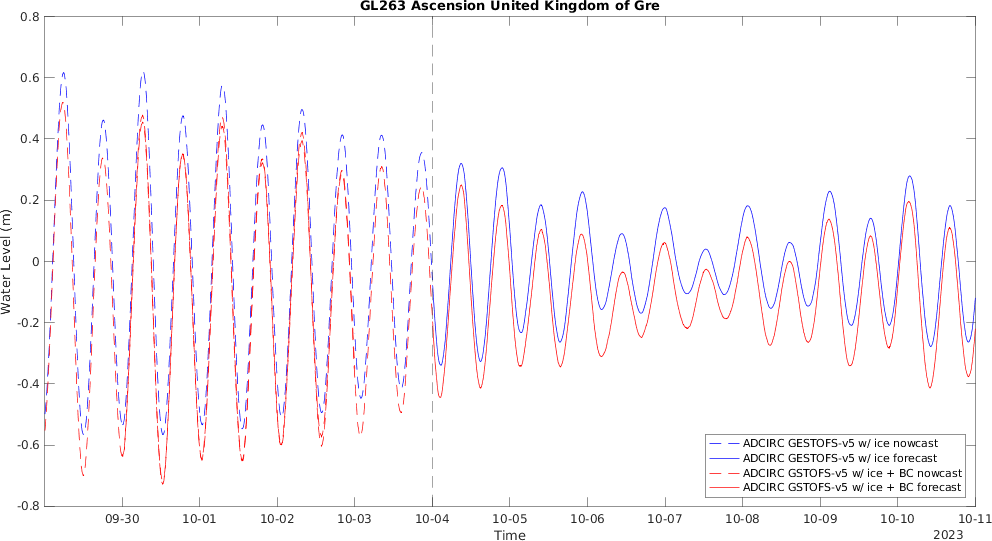 GL263 Ascension United Kingdom of Gre
0.8
0.6
0.4
0.2
0
-0.2
-0.4
-0.6
-0.8
Water Level (m)
ADCIRC GESTOFS-v5 w/ ice nowcast
ADCIRC GESTOFS-v5 w/ ice forecast
ADCIRC GSTOFS-v5 w/ ice + BC nowcast
ADCIRC GSTOFS-v5 w/ ice + BC forecast
09-30 10-01 10-02 10-03 10-04 10-05 10-06 10-07 10-08 10-09 10-10 10-11
Time
2023